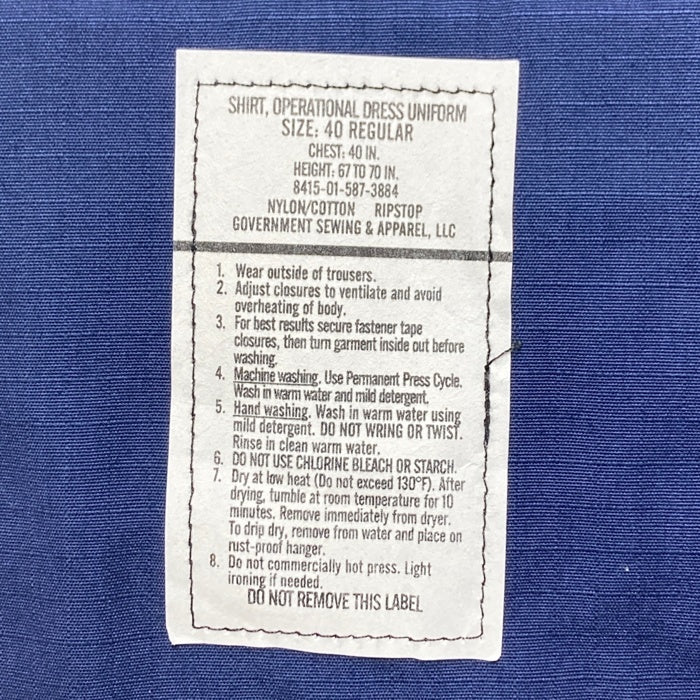 SHIRT, OPERATIONAL DRESS UNIFORM
SIZE: 40 REGULAR
CHEST: 40 IN.
HEIGHT: 67 TO 70 IN.
8415-01-587-3884
NYLON/COTTON RIPSTOP
GOVERNMENT SEWING & APPAREL, LLC
1. Wear outside of trousers.
2. Adjust closures to ventilate and avoid
overheating of body.
3. For best results secure fastener tape
closures, then turn garment inside out before
washing.
4. Machine washing. Use Permanent Press Cycle.
Wash in warm water and mild detergent.
5. Hand washing. Wash in warm water using
mild detergent. DO NOT WRING OR TWIST.
Rinse in clean warm water.
6. DO NOT USE CHLORINE BLEACH OR STARCH.
7. Dry at low heat (Do not exceed 130°F). After
drying, tumble at room temperature for 10
minutes. Remove immediately from dryer.
To drip dry, remove from water and place on
rust-proof hanger.
8. Do not commercially hot press. Light
ironing if needed.
DO NOT REMOVE THIS LABEL